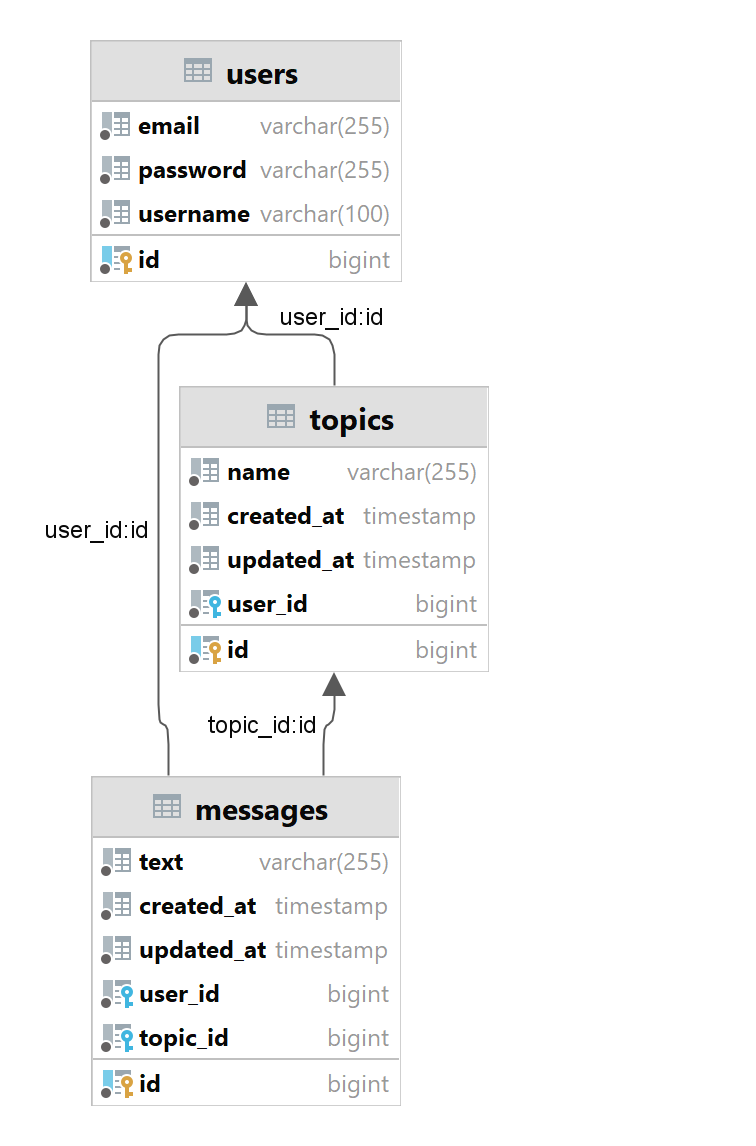 users
email varchar(255)
password varchar(255)
username varchar(100)
id bigint
user_id:id
topics
name varchar(255)
created_at timestamp
updated_at timestamp
user_id bigint
id bigint
user_id:id
topic_id:id
messages
text varchar(255)
created_at timestamp
updated_at timestamp
user_id bigint
topic_id bigint
id bigint